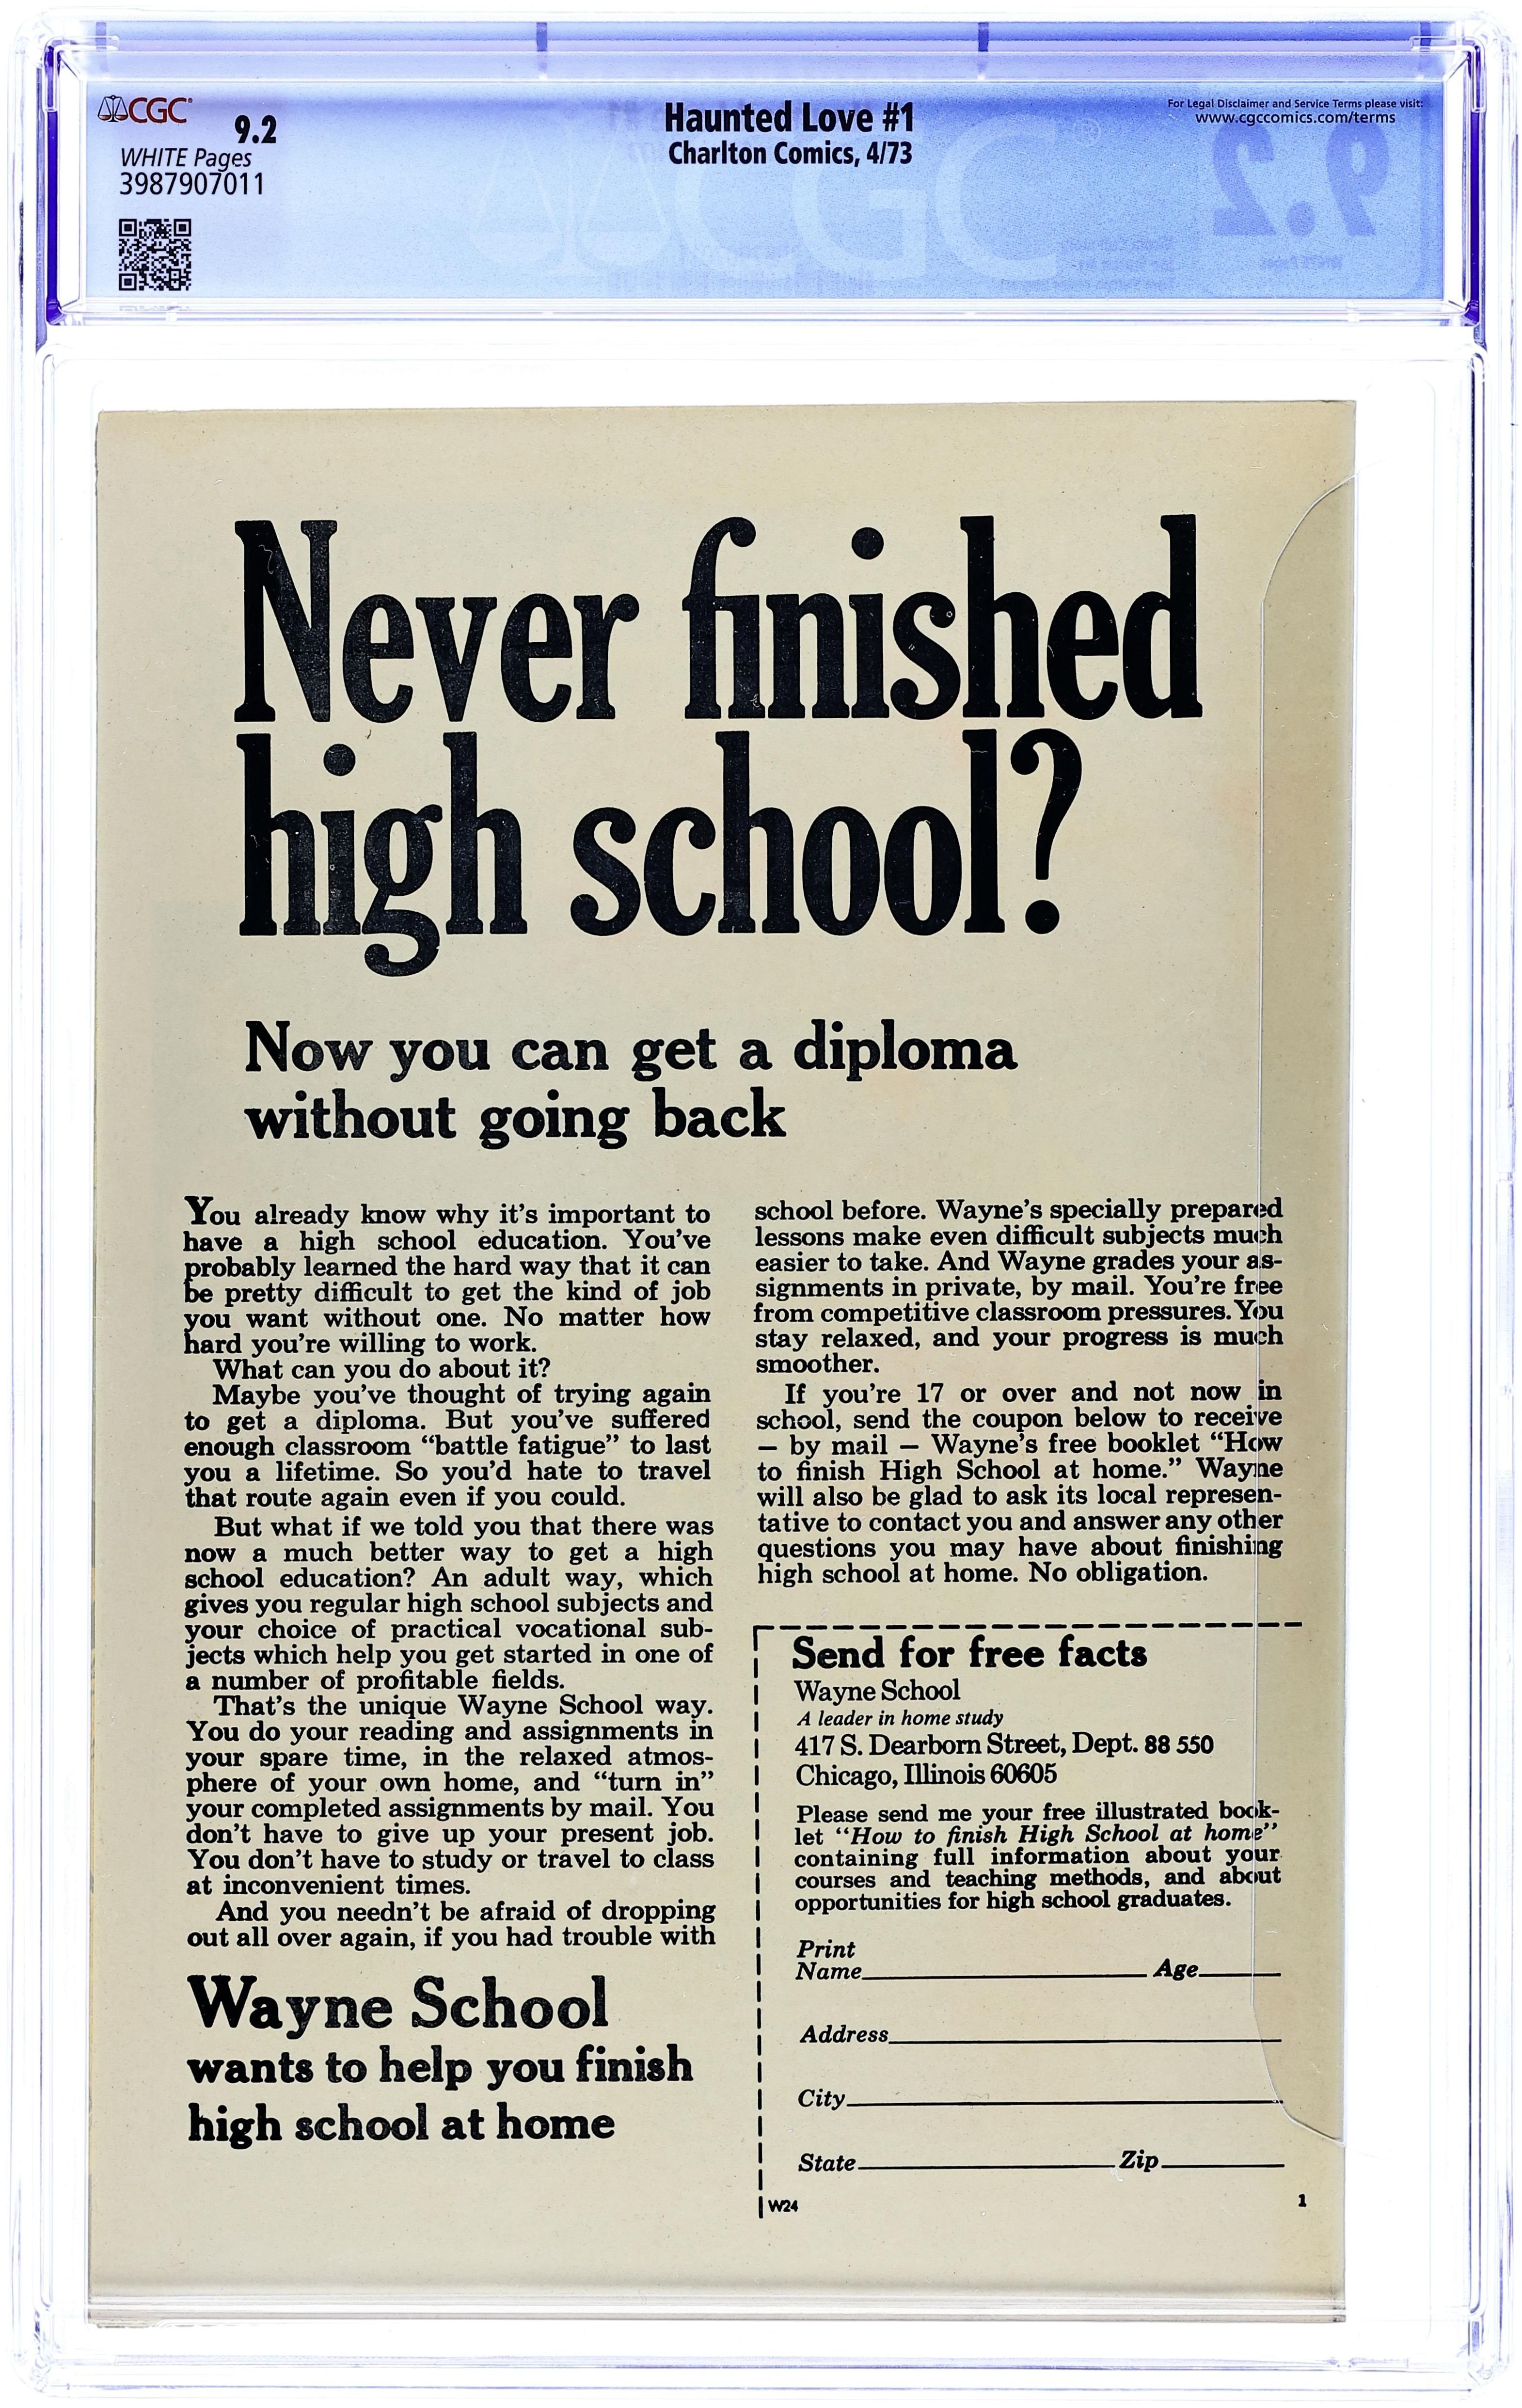 CGC
9.2
WHITE Pages
3987907011
Haunted Love #1
Charlton Comics, 4/73
For Legal Disclaimer and Service Terms please visit:
www.cgccomics.com/terms
Never finished
high school?
Now you can get a diploma
without going back
You already know why it's important to
have a high school education. You've
probably learned the hard way that it can
be pretty difficult to get the kind of job
you want without one. No matter how
hard you're willing to work.
What can you do about it?
Maybe you've thought of trying again
to get a diploma. But you've suffered
enough classroom “battle fatigue” to last
you a lifetime. So you'd hate to travel
that route again even if you could.
But what if we told you that there was
now a much better way to get a high
school education? An adult way, which
gives you regular high school subjects and
your choice of practical vocational sub-
jects which help you get started in one of
a number of profitable fields.
That's the unique Wayne School way.
You do your reading and assignments in
your spare time, in the relaxed atmos-
phere of your own home, and “turn in”
your completed assignments by mail. You
don't have to give up your present job.
You don't have to study or travel to class
at inconvenient times.
And you needn't be afraid of dropping
out all over again, if you had trouble with
school before. Wayne's specially prepared
lessons make even difficult subjects much
easier to take. And Wayne grades your as-
signments in private, by mail. You're free
from competitive classroom pressures. You
stay relaxed, and your progress is much
smoother.
If you're 17 or over and not now in
school, send the coupon below to receive
— by mail — Wayne's free booklet “How
to finish High School at home.” Wayne
will also be glad to ask its local represen-
tative to contact you and answer any other
questions you may have about finishing
high school at home. No obligation.
Wayne School
wants to help you finish
high school at home
Send for free facts
Wayne School
A leader in home study
417 S. Dearborn Street, Dept. 88 550
Chicago, Illinois 60605
Please send me your free illustrated book-
let “How to finish High School at home”
containing full information about your
courses and teaching methods, and about
opportunities for high school graduates.
Print
Name Age
Address
City
State Zip
W24 1